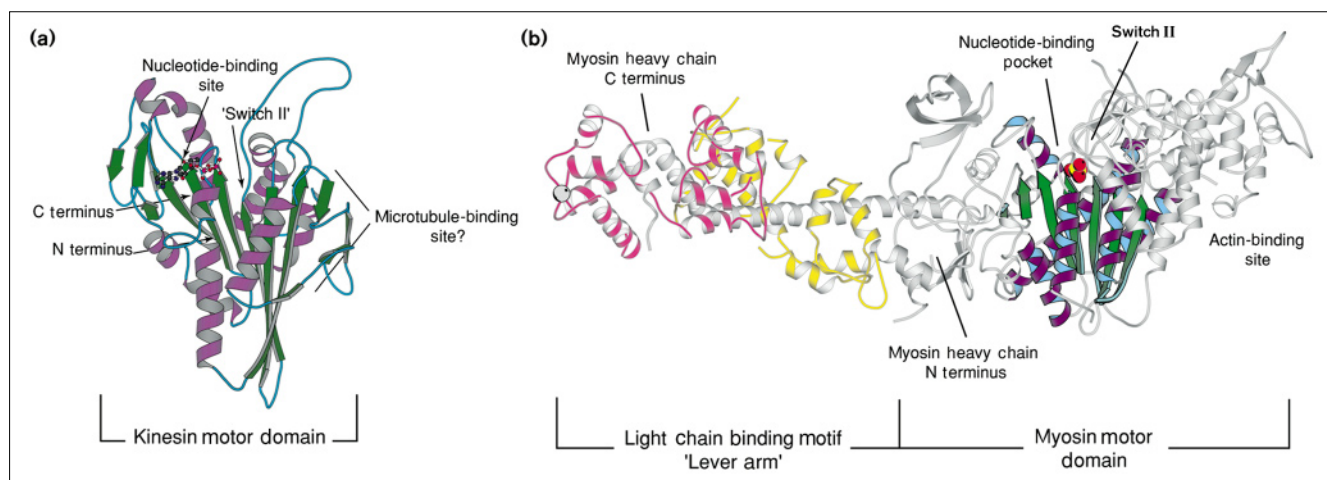 (a)
Nucleotide-binding
site
'Switch II'
C terminus
N terminus
Microtubule-binding
site?
Kinesin motor domain
(b)
Myosin heavy chain
C terminus
Nucleotide-binding
pocket
Switch II
Actin-binding
site
Myosin heavy chain
N terminus
Light chain binding motif
'Lever arm'
Myosin motor
domain